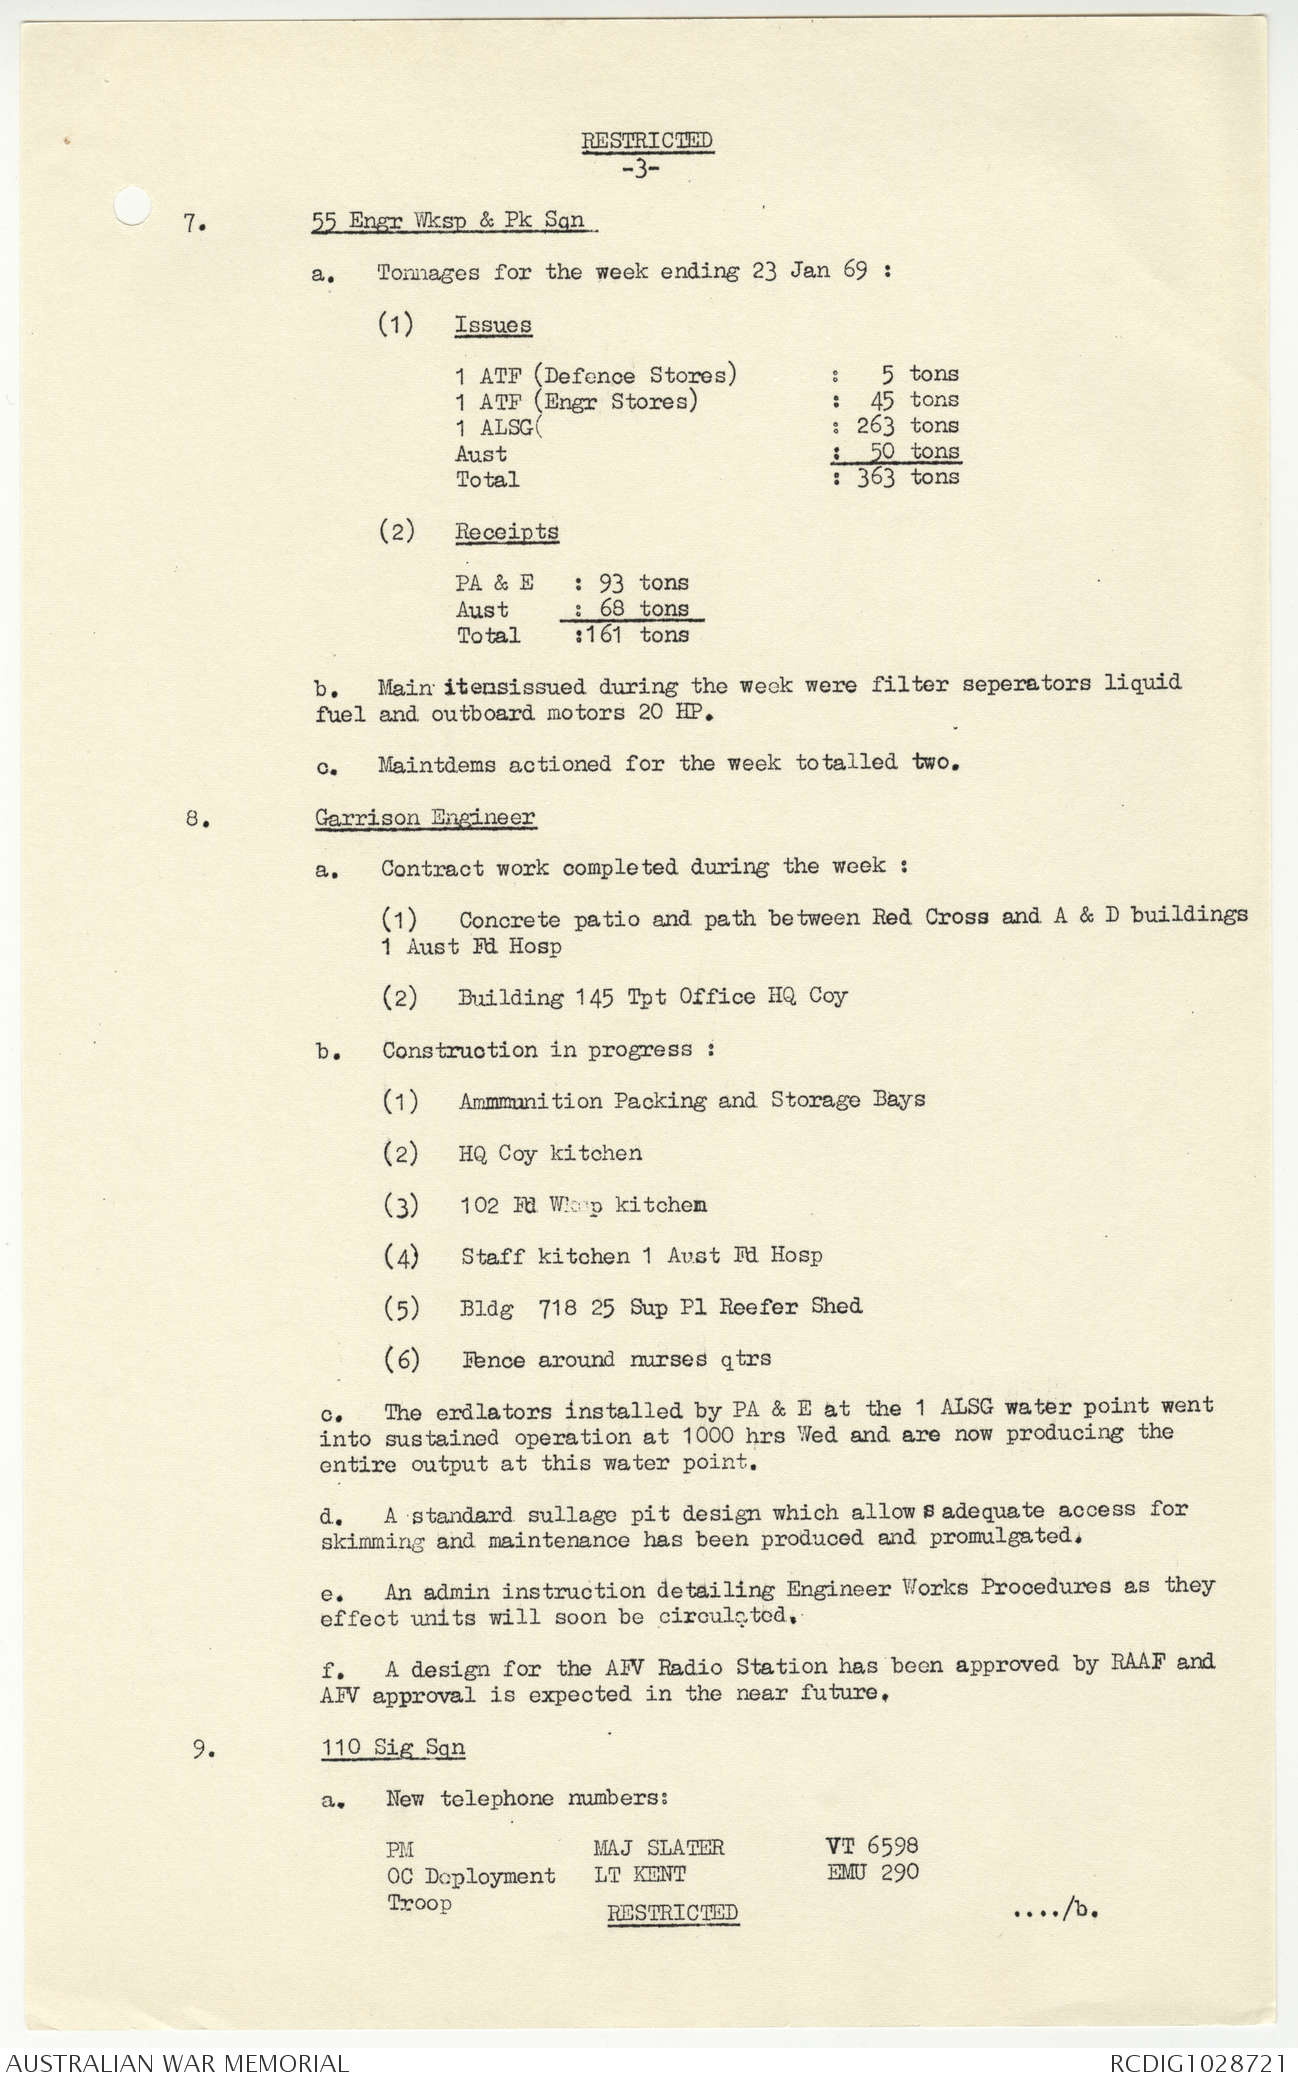 RESTRICTED
-3-
7. 55 Engr Wksp & Pk Sqn
a. Tonnages for the week ending 23 Jan 69 :
(1) Issues
1 ATF (Defence Stores) : 5 tons
1 ATF (Engr Stores) : 45 tons
1 ALSG( : 263 tons
Aust : 50 tons
Total : 363 tons
(2) Receipts
PA & E : 93 tons
Aust : 68 tons
Total :161 tons
b. Main itemsissued during the week were filter seperators liquid
fuel and outboard motors 20 HP.
c. Maintdems actioned for the week totalled two.
8. Garrison Engineer
a. Contract work completed during the week :
(1) Concrete patio and path between Red Cross and A & D buildings
1 Aust Fd Hosp
(2) Building 145 Tpt Office HQ Coy
b. Construction in progress :
(1) Ammmunition Packing and Storage Bays
(2) HQ Coy kitchen
(3) 102 Fd Wksp kitchen
(4) Staff kitchen 1 Aust Fd Hosp
(5) Bldg 718 25 Sup Pl Reefer Shed
(6) Fence around nurses qtrs
c. The erdlators installed by PA & E at the 1 ALSG water point went
into sustained operation at 1000 hrs Wed and are now producing the
entire output at this water point.
d. A standard sullage pit design which allows adequate access for
skimming and maintenance has been produced and promulgated.
e. An admin instruction detailing Engineer Works Procedures as they
effect units will soon be circulated.
f. A design for the AFV Radio Station has been approved by RAAF and
AFV approval is expected in the near future.
9. 110 Sig Sqn
a. New telephone numbers:
PM MAJ SLATER VT 6598
OC Deployment LT KENT EMU 290
Troop
RESTRICTED ..../b.
AUSTRALIAN WAR MEMORIAL RCDIG1028721